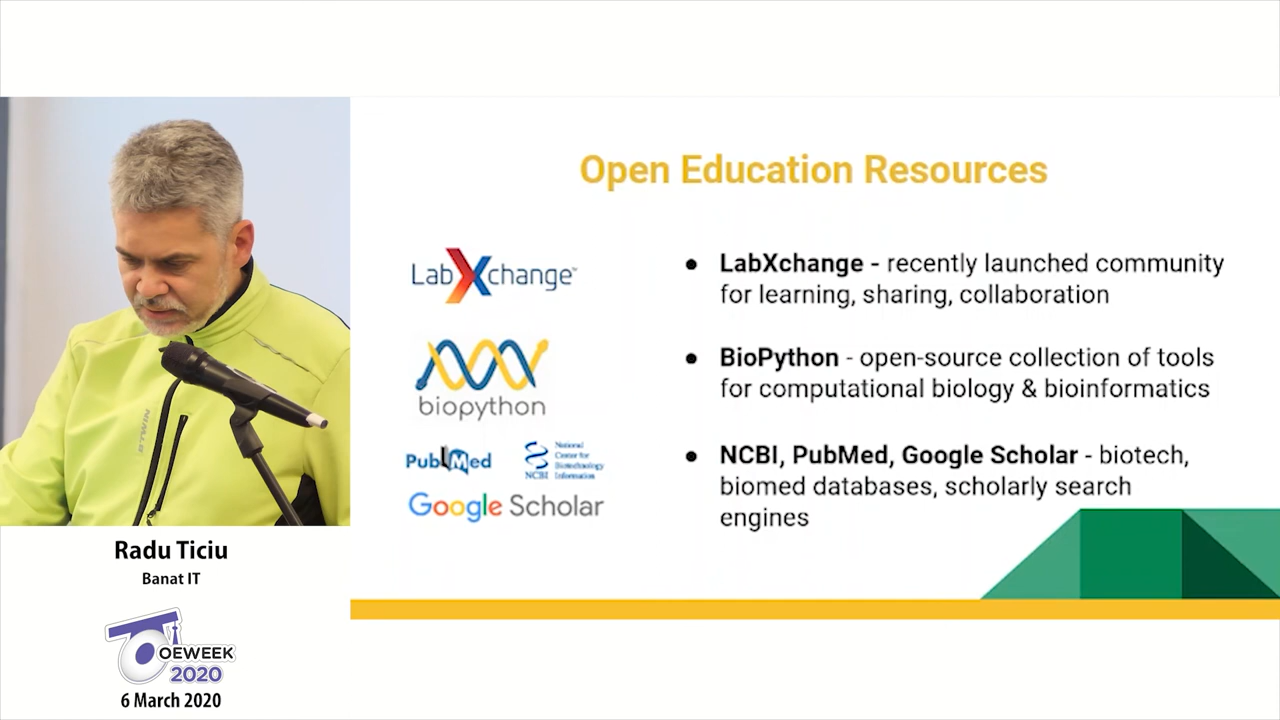 Open Education Resources
LabXchange™
● LabXchange - recently launched community
for learning, sharing, collaboration
biopython
● BioPython - open-source collection of tools
for computational biology & bioinformatics
PubMed
NCBI
National
Center for
Biotechnology
Information
Google Scholar
● NCBI, PubMed, Google Scholar - biotech,
biomed databases, scholarly search
engines
BTWIN
Radu Ticiu
Banat IT
OEWEEK
2020
6 March 2020